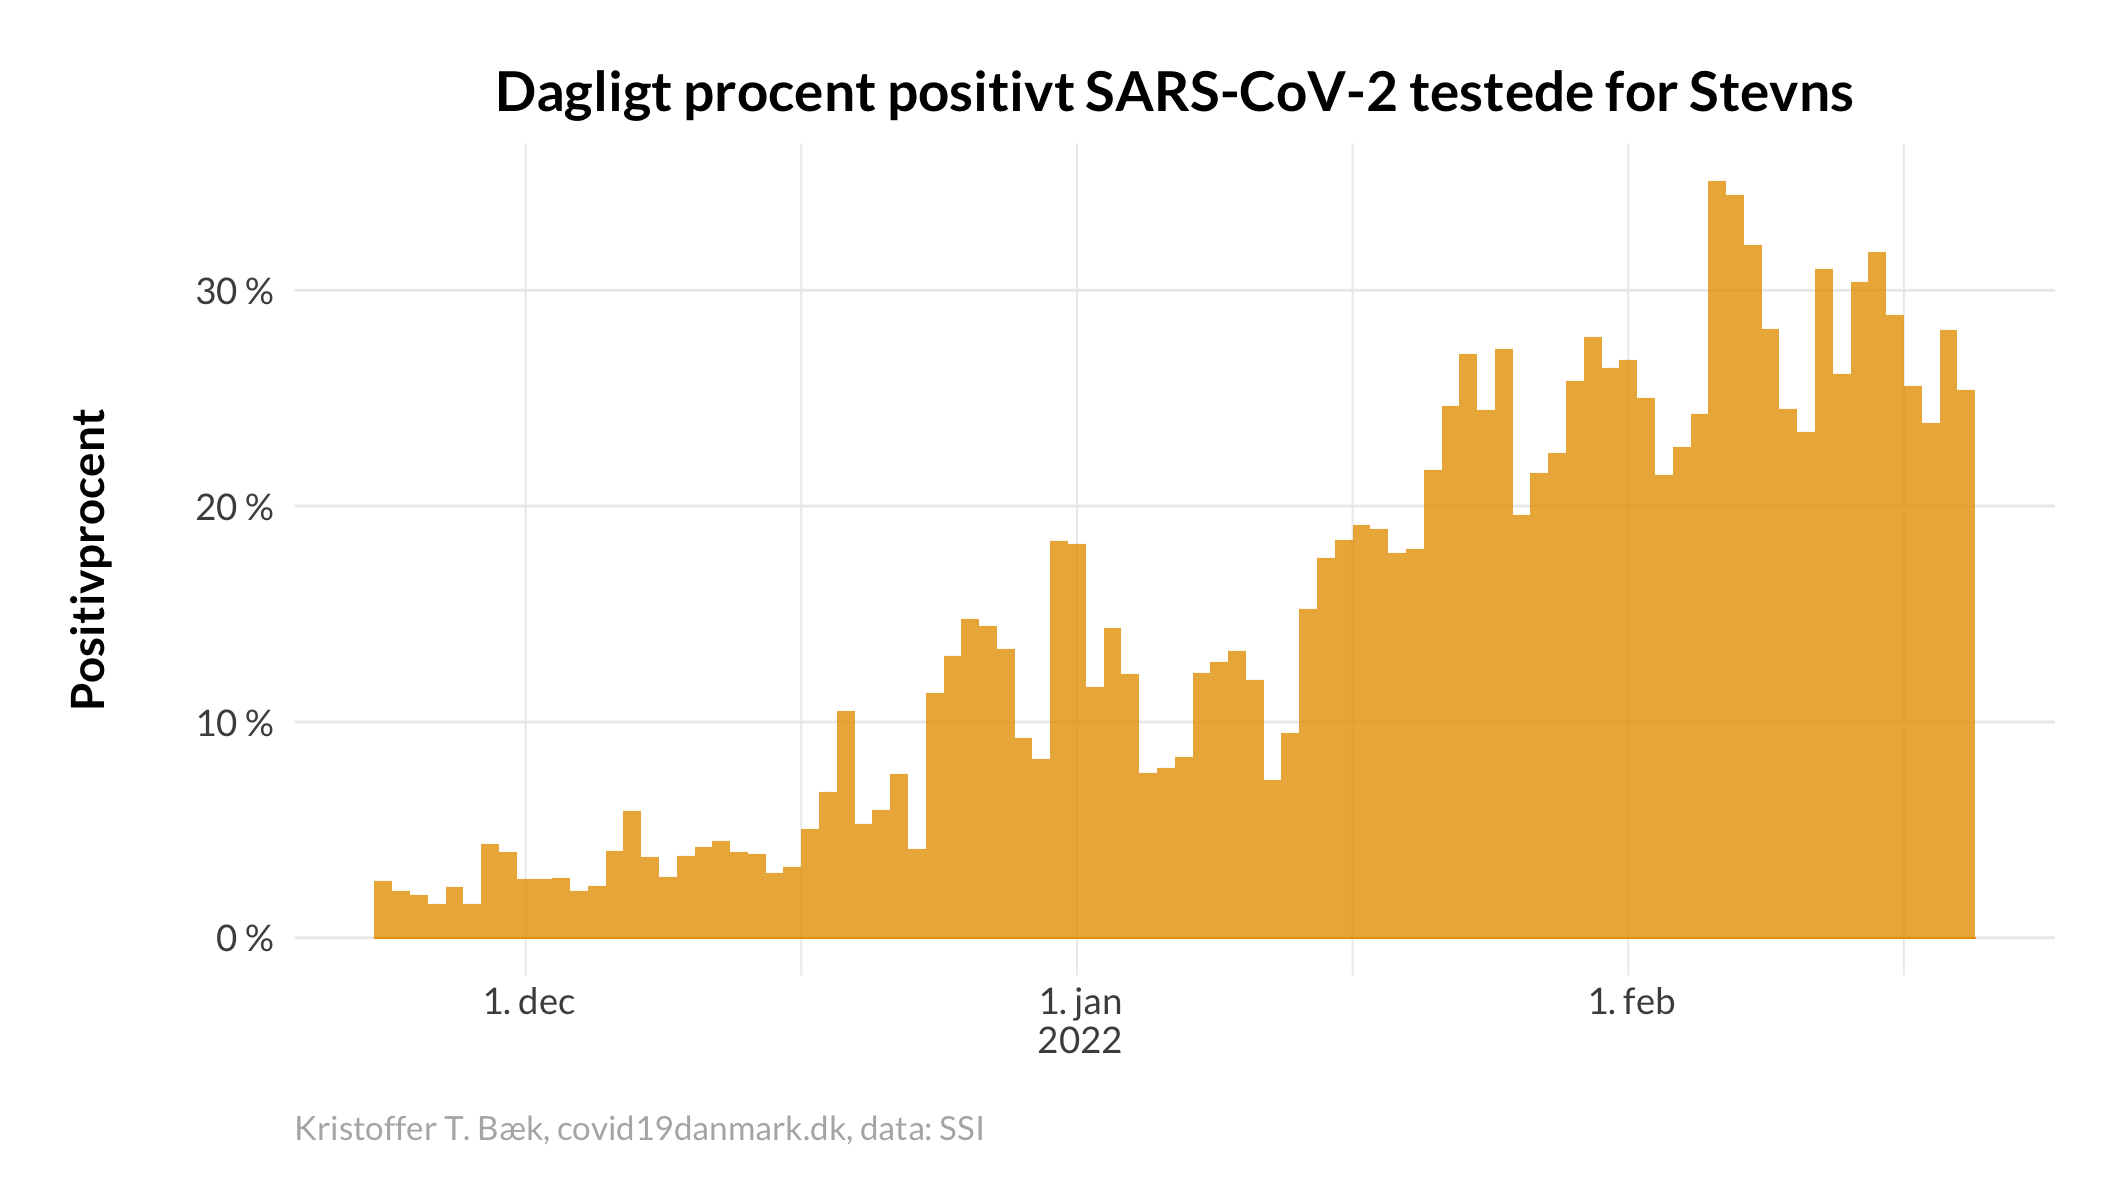 Dagligt procent positivt SARS-CoV-2 testede for Stevns
Positivprocent
30 %
20 %
10 %
0 %
1. dec
1. jan
2022
1. feb
Kristoffer T. Bæk, covid19danmark.dk, data: SSI